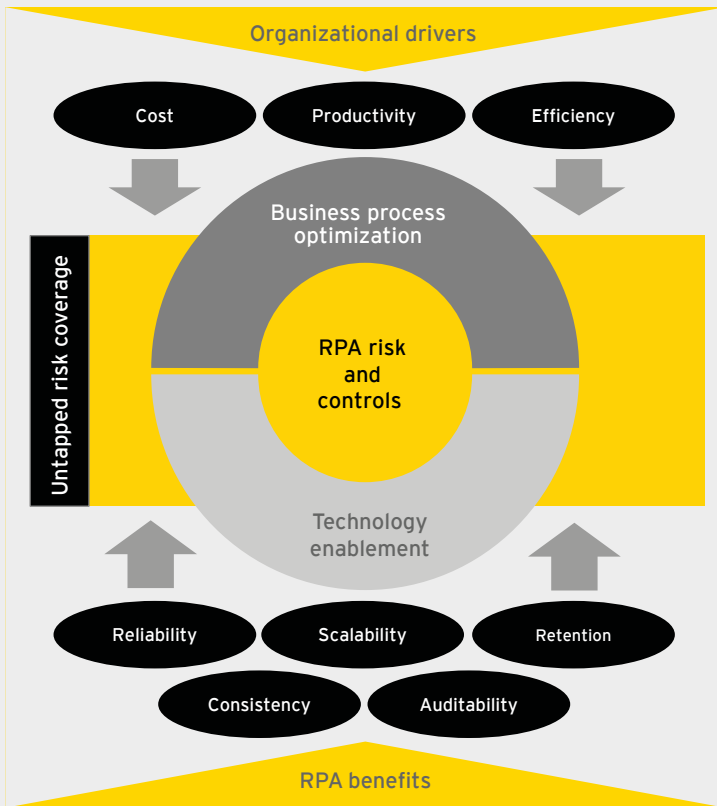 Organizational drivers
Cost
Productivity
Efficiency
Business process
optimization
Untapped risk coverage
RPA risk
and
controls
Technology
enablement
Reliability
Scalability
Retention
Consistency
Auditability
RPA benefits